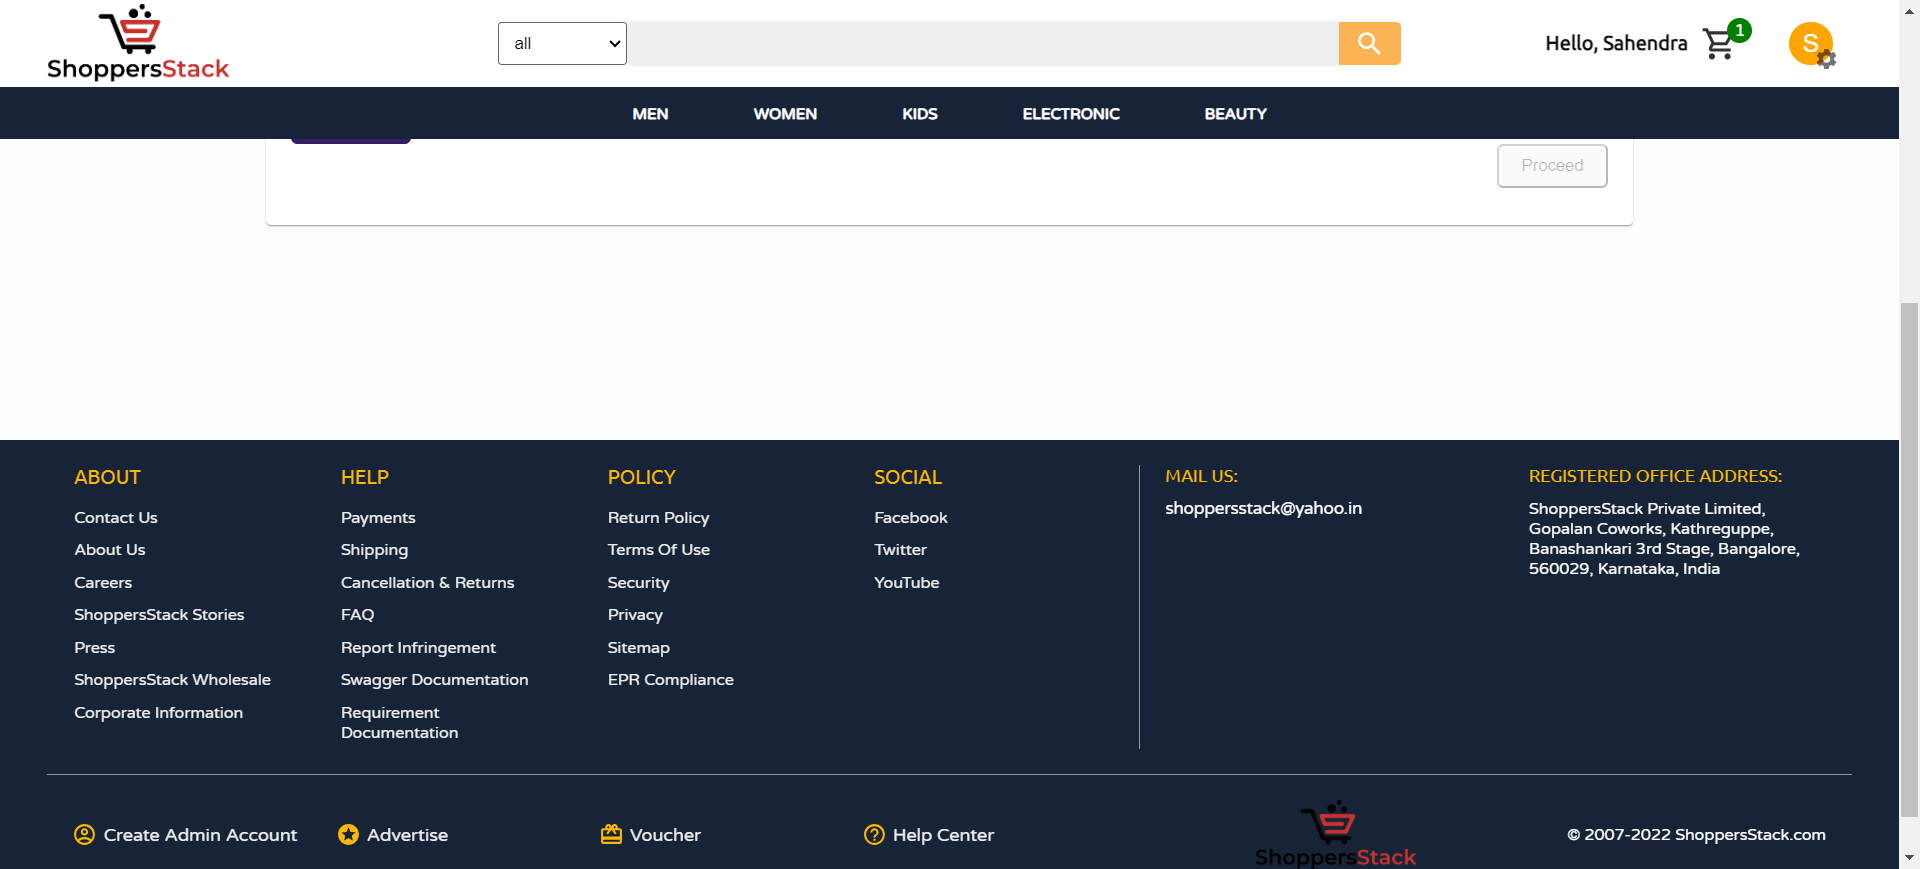 ShoppersStack
all
Hello, Sahendra
1
S
MEN
WOMEN
KIDS
ELECTRONIC
BEAUTY
Proceed
ABOUT
Contact Us
About Us
Careers
ShoppersStack Stories
Press
ShoppersStack Wholesale
Corporate Information
HELP
Payments
Shipping
Cancellation & Returns
FAQ
Report Infringement
Swagger Documentation
Requirement
Documentation
POLICY
Return Policy
Terms Of Use
Security
Privacy
Sitemap
EPR Compliance
SOCIAL
Facebook
Twitter
YouTube
MAIL US:
shoppersstack@yahoo.in
REGISTERED OFFICE ADDRESS:
ShoppersStack Private Limited,
Gopalan Coworks, Kathreguppe,
Banashankari 3rd Stage, Bangalore,
560029, Karnataka, India
Create Admin Account
Advertise
Voucher
Help Center
ShoppersStack
© 2007-2022 ShoppersStack.com